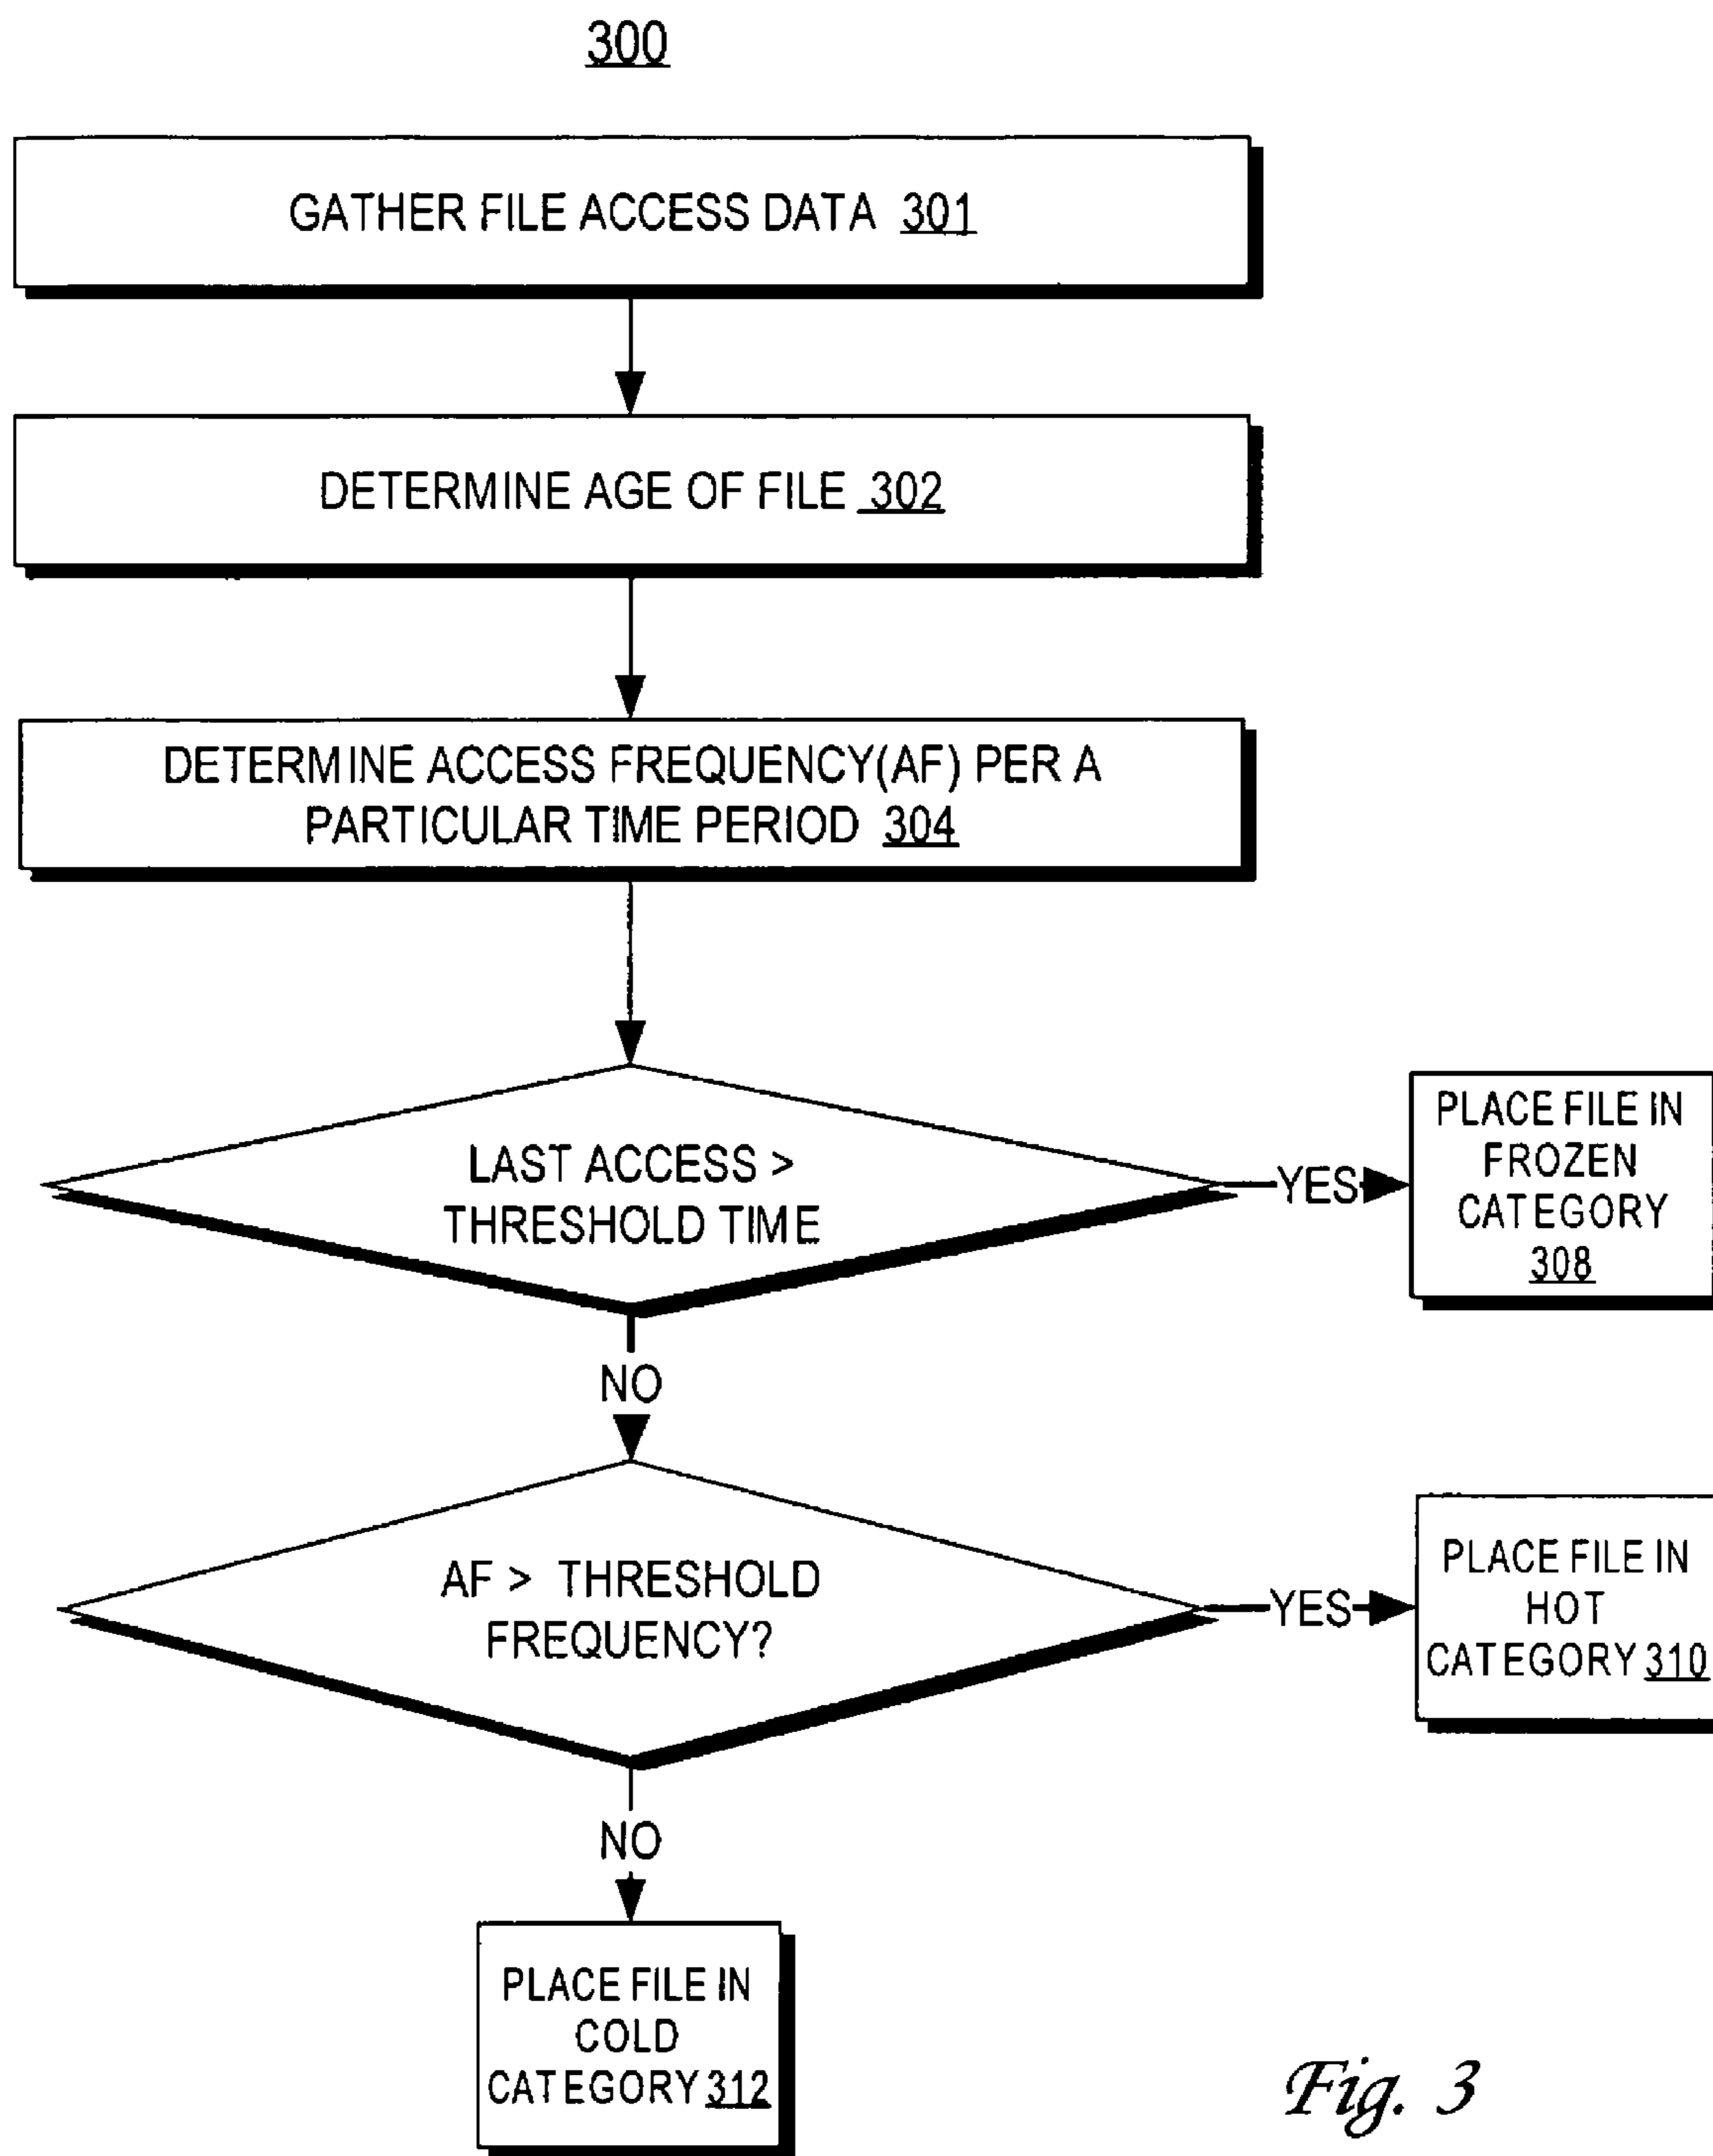 300
GATHER FILE ACCESS DATA 301
DETERMINE AGE OF FILE 302
DETERMINE ACCESS FREQUENCY(AF) PER A
PARTICULAR TIME PERIOD 304
LAST ACCESS >
THRESHOLD TIME
YES
PLACE FILE IN
FROZEN
CATEGORY
308
NO
AF > THRESHOLD
FREQUENCY?
YES
PLACE FILE IN
HOT
CATEGORY 310
NO
PLACE FILE IN
COLD
CATEGORY 312
Fig. 3